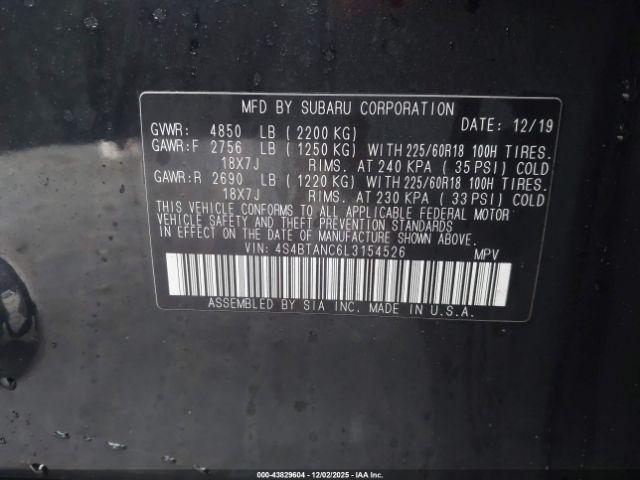 MFD BY SUBARU CORPORATION DATE: 12/19
GVWR: 4850 LB ( 2200 KG)
GAWR:F 2756 LB ( 1250 KG) WITH 225/60R18 100H TIRES.
18X7J RIMS. AT 240 KPA ( 35 PSI) COLD
GAWR:R 2690 LB ( 1220 KG) WITH 225/60R18 100H TIRES.
18X7J RIMS. AT 230 KPA ( 33 PSI) COLD
THIS VEHICLE CONFORMS TO ALL APPLICABLE FEDERAL MOTOR
VEHICLE SAFETY AND THEFT PREVENTION STANDARDS
IN EFFECT ON THE DATE OF MANUFACTURE SHOWN ABOVE.
VIN: 4S4BTANC6L3154526 MPV
ASSEMBLED BY SIA INC. MADE IN U.S.A.
000-43829604 - 12/02/2025 - IAA Inc.